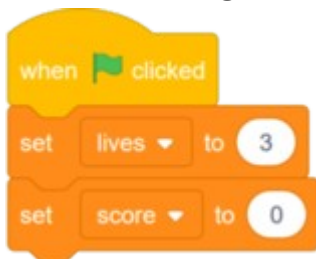 when clicked
set lives to 3
set score to 0